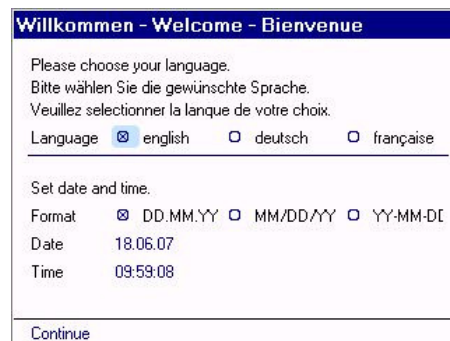 Willkommen - Welcome - Bienvenue
Please choose your language.
Bitte wählen Sie die gewünschte Sprache.
Veuillez selectionner la lanque de votre choix.
Language english deutsch française
Set date and time.
Format DD.MM.YY MM/DD/YY YY-MM-DD
Date 18.06.07
Time 09:59:08
Continue